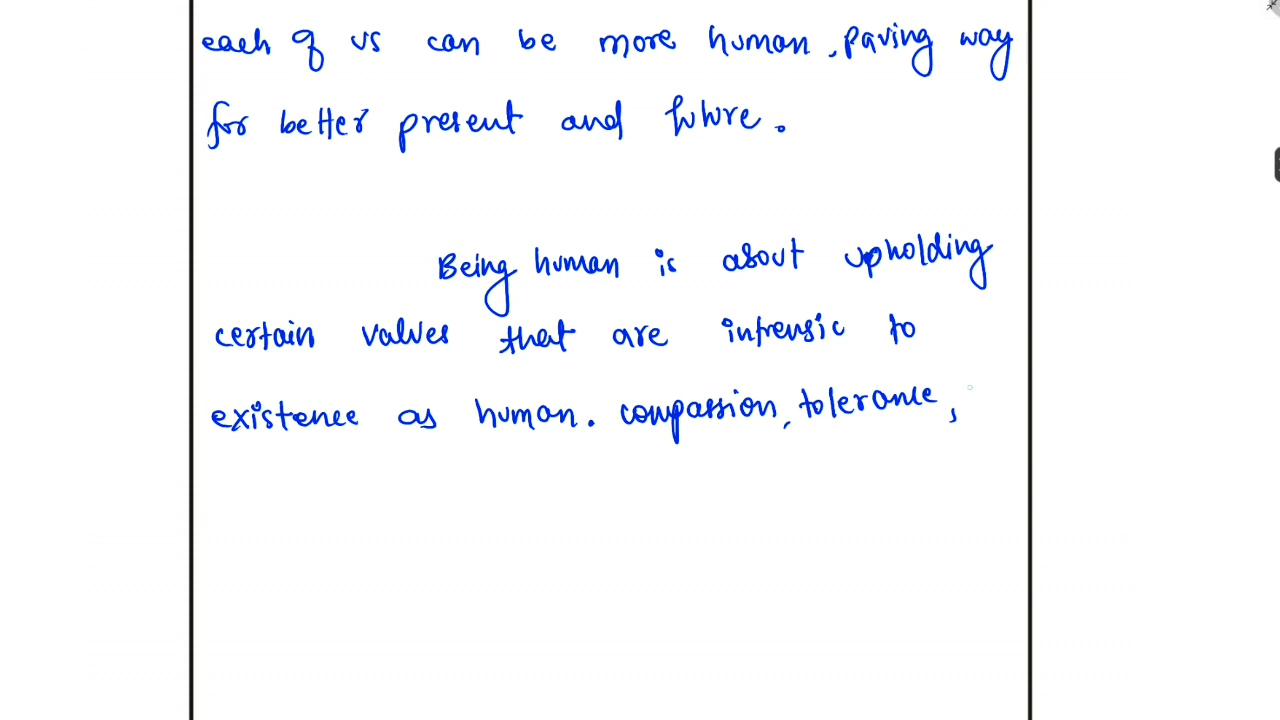 each of us can be more human, paving way
for better present and future.
Being human is about upholding
certain values that are intrensic to
existence as human. compassion, tolerance,